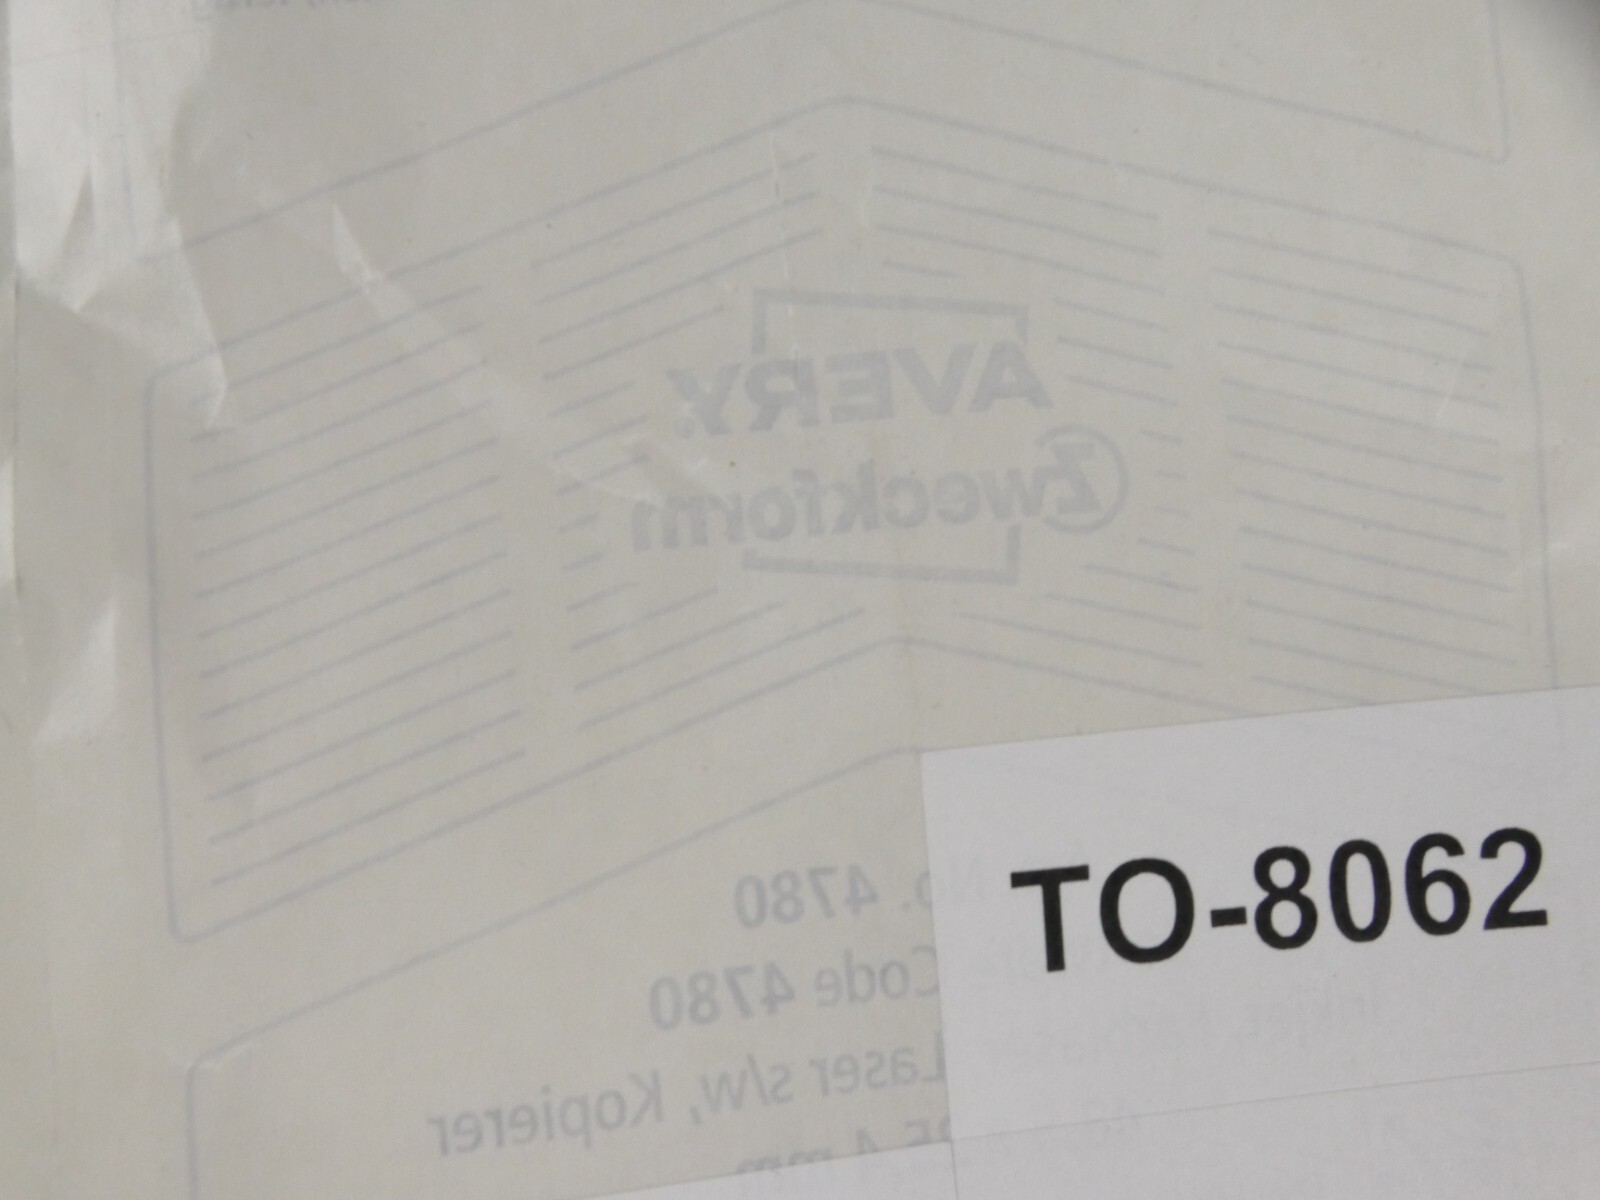 AVERY
Zweckform
o. 4780
Code 4780
Laser s/w, Kopierer
TO-8062